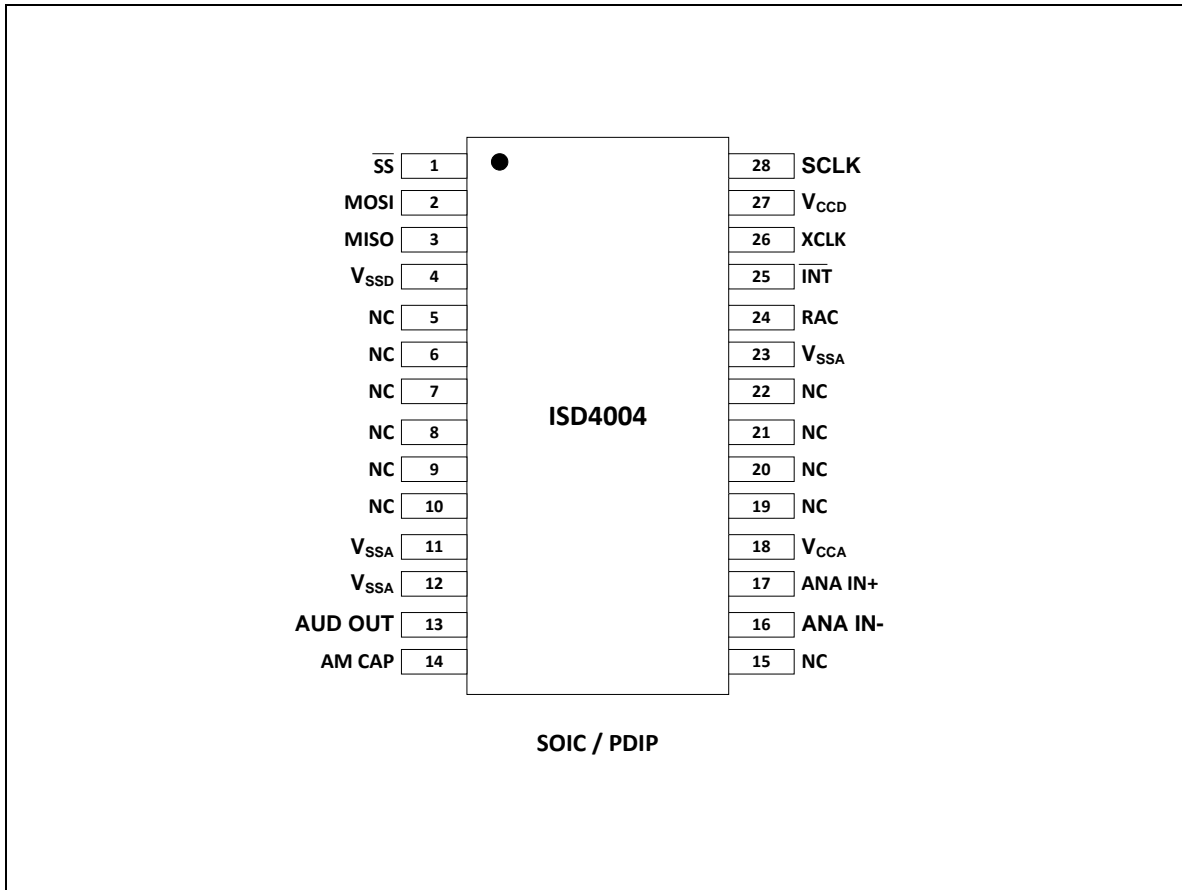 S̅S̅ 1 28 SCLK
MOSI 2 27 VCCD
MISO 3 26 XCLK
VSSD 4 25 I̅N̅T̅
NC 5 24 RAC
NC 6 23 VSSA
NC 7 22 NC
ISD4004
NC 8 21 NC
NC 9 20 NC
NC 10 19 NC
VSSA 11 18 VCCA
VSSA 12 17 ANA IN+
AUD OUT 13 16 ANA IN-
AM CAP 14 15 NC
SOIC / PDIP